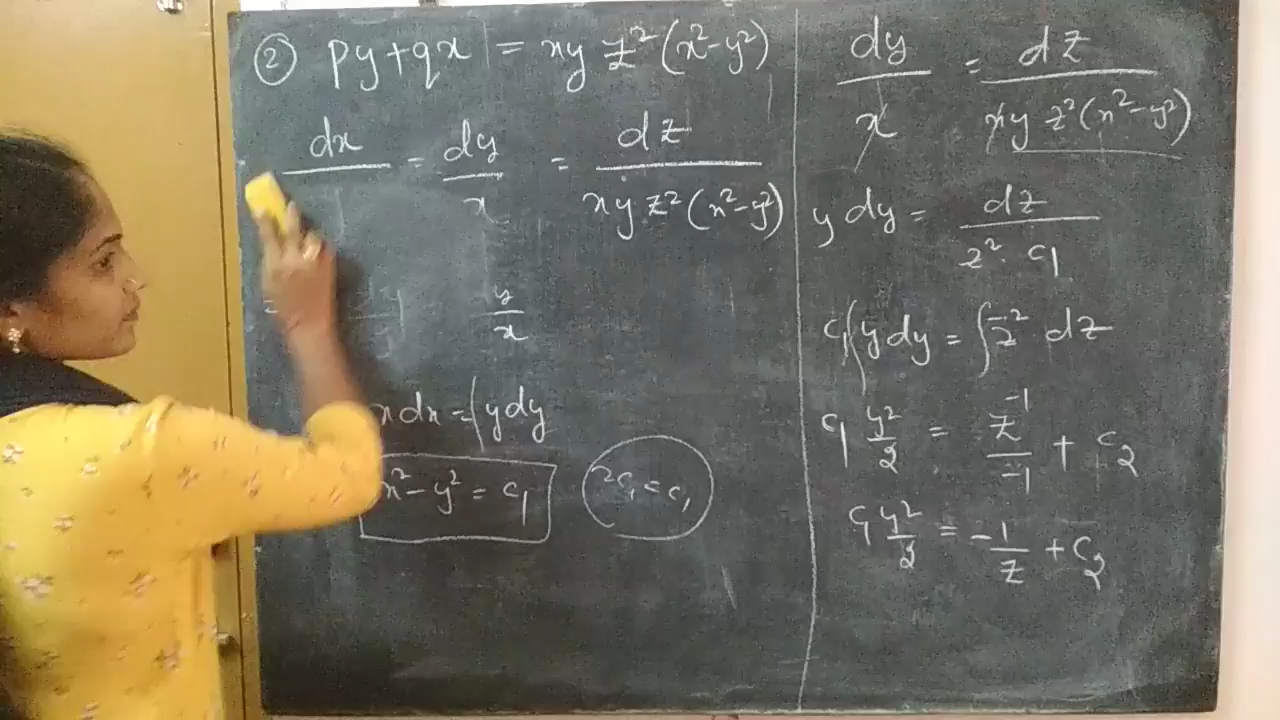 ② py+qx = xy z²(x²-y²)
dx/ = dy/x = dz/xy z²(x²-y²)
= y/x
xdx = ∫ydy
x²-y² = c₁
2c₁ = c₁
dy/x = dz/xy z²(x²-y²)
y dy = dz/z² · c₁
c₁∫y dy = ∫z⁻² dz
c₁ y²/2 = z⁻¹/-1 + c₂
c₁ y²/2 = -1/z + c₂